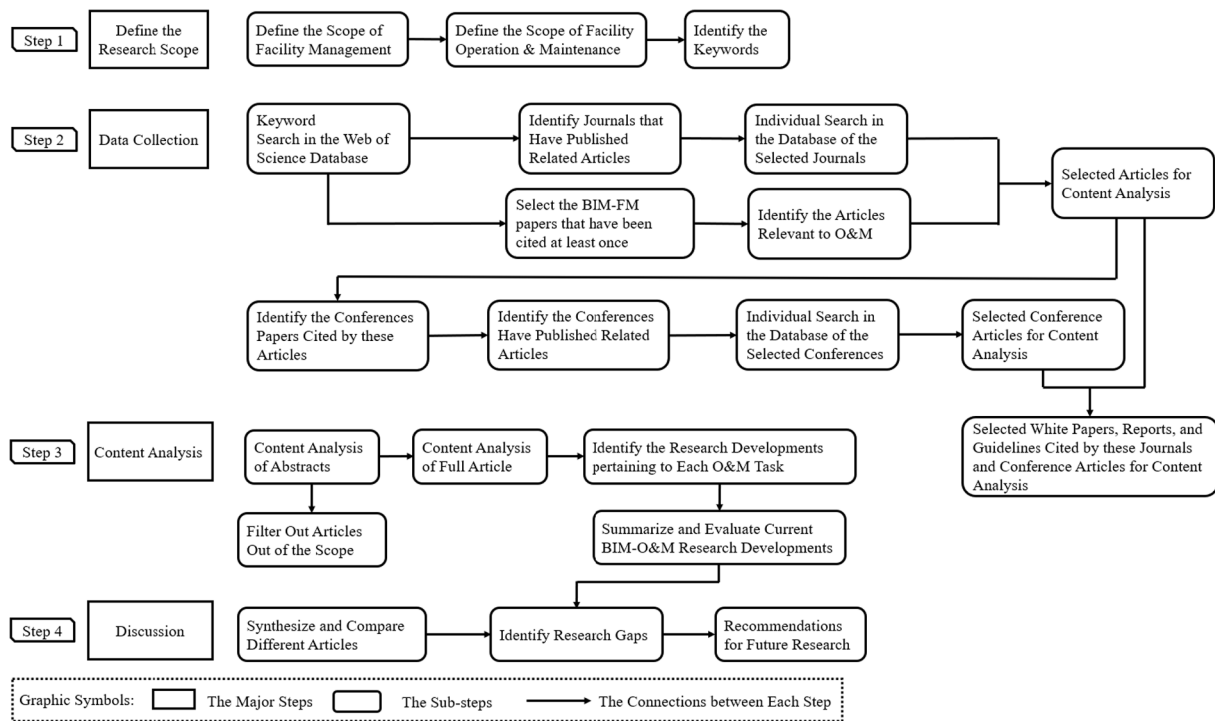 Step 1
Define the
Research Scope
Define the Scope of
Facility Management
Define the Scope of Facility
Operation & Maintenance
Identify the
Keywords
Step 2
Data Collection
Keyword
Search in the Web of
Science Database
Identify Journals that
Have Published
Related Articles
Individual Search in
the Database of the
Selected Journals
Selected Articles for
Content Analysis
Select the BIM-FM
papers that have been
cited at least once
Identify the Articles
Relevant to O&M
Identify the Conferences
Papers Cited by these
Articles
Identify the Conferences
Have Published Related
Articles
Individual Search in
the Database of the
Selected Conferences
Selected Conference
Articles for Content
Analysis
Selected White Papers, Reports, and
Guidelines Cited by these Journals
and Conference Articles for Content
Analysis
Step 3
Content Analysis
Content Analysis
of Abstracts
Content Analysis
of Full Article
Identify the Research Developments
pertaining to Each O&M Task
Filter Out Articles
Out of the Scope
Summarize and Evaluate Current
BIM-O&M Research Developments
Step 4
Discussion
Synthesize and Compare
Different Articles
Identify Research Gaps
Recommendations
for Future Research
Graphic Symbols:
The Major Steps
The Sub-steps
The Connections between Each Step